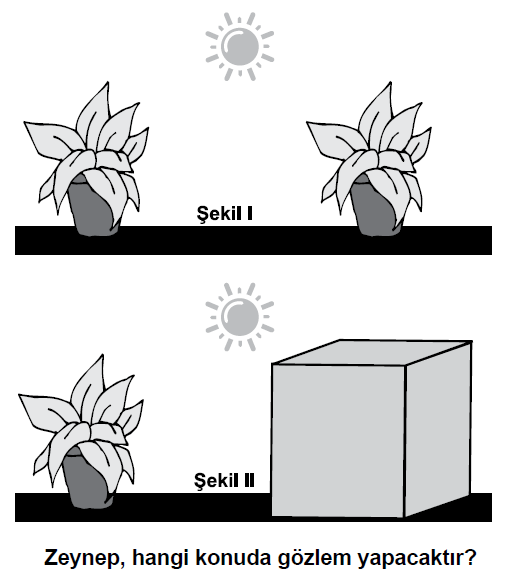 Şekil I
Şekil II
Zeynep, hangi konuda gözlem yapacaktır?